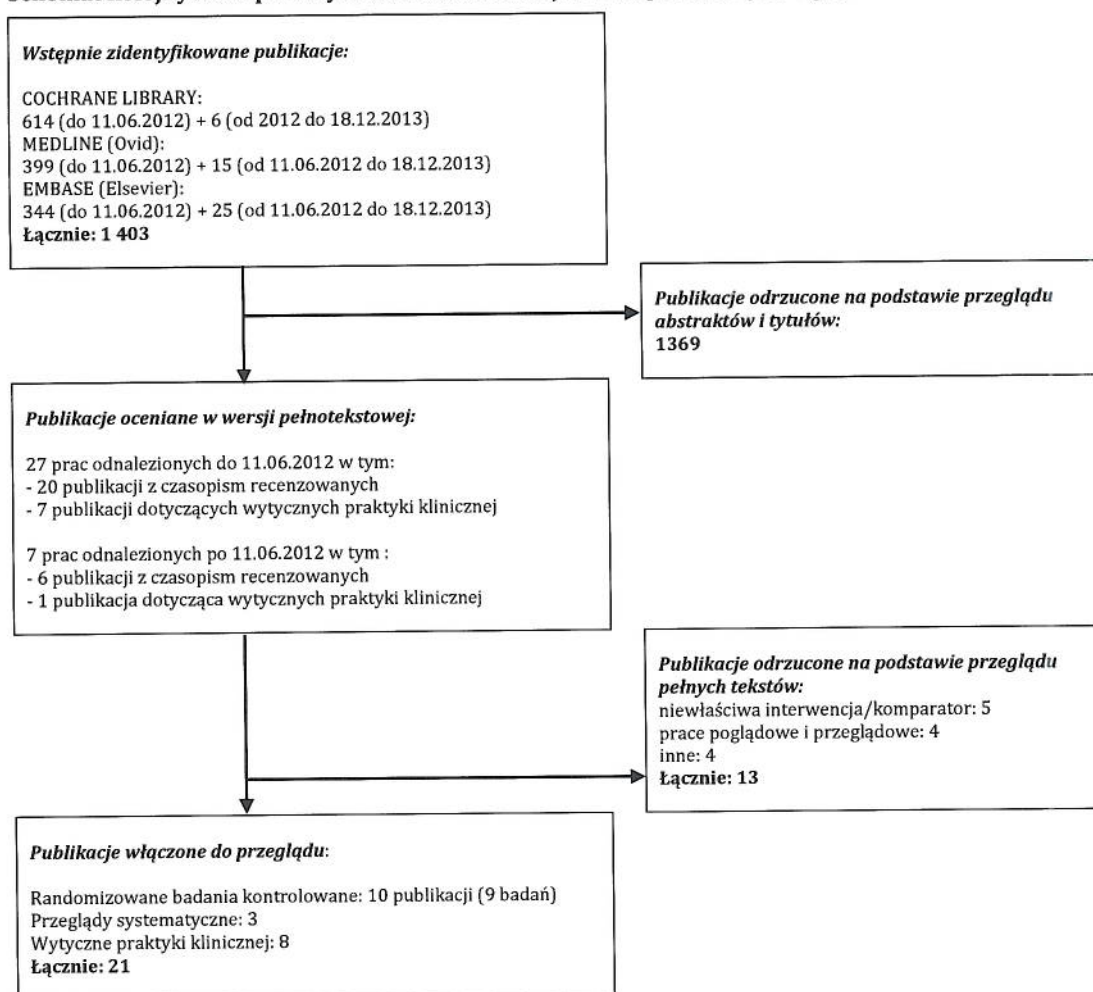 Wstępnie zidentyfikowane publikacje:
COCHRANE LIBRARY:
614 (do 11.06.2012) + 6 (od 2012 do 18.12.2013)
MEDLINE (Ovid):
399 (do 11.06.2012) + 15 (od 11.06.2012 do 18.12.2013)
EMBASE (Elsevier):
344 (do 11.06.2012) + 25 (od 11.06.2012 do 18.12.2013)
Łącznie: 1 403
Publikacje odrzucone na podstawie przeglądu
abstraktów i tytułów:
1369
Publikacje oceniane w wersji pełnotekstowej:
27 prac odnalezionych do 11.06.2012 w tym:
- 20 publikacji z czasopism recenzowanych
- 7 publikacji dotyczących wytycznych praktyki klinicznej
7 prac odnalezionych po 11.06.2012 w tym :
- 6 publikacji z czasopism recenzowanych
- 1 publikacja dotycząca wytycznych praktyki klinicznej
Publikacje odrzucone na podstawie przeglądu
pełnych tekstów:
niewłaściwa interwencja/komparator: 5
prace poglądowe i przeglądowe: 4
inne: 4
Łącznie: 13
Publikacje włączone do przeglądu:
Randomizowane badania kontrolowane: 10 publikacji (9 badań)
Przeglądy systematyczne: 3
Wytyczne praktyki klinicznej: 8
Łącznie: 21